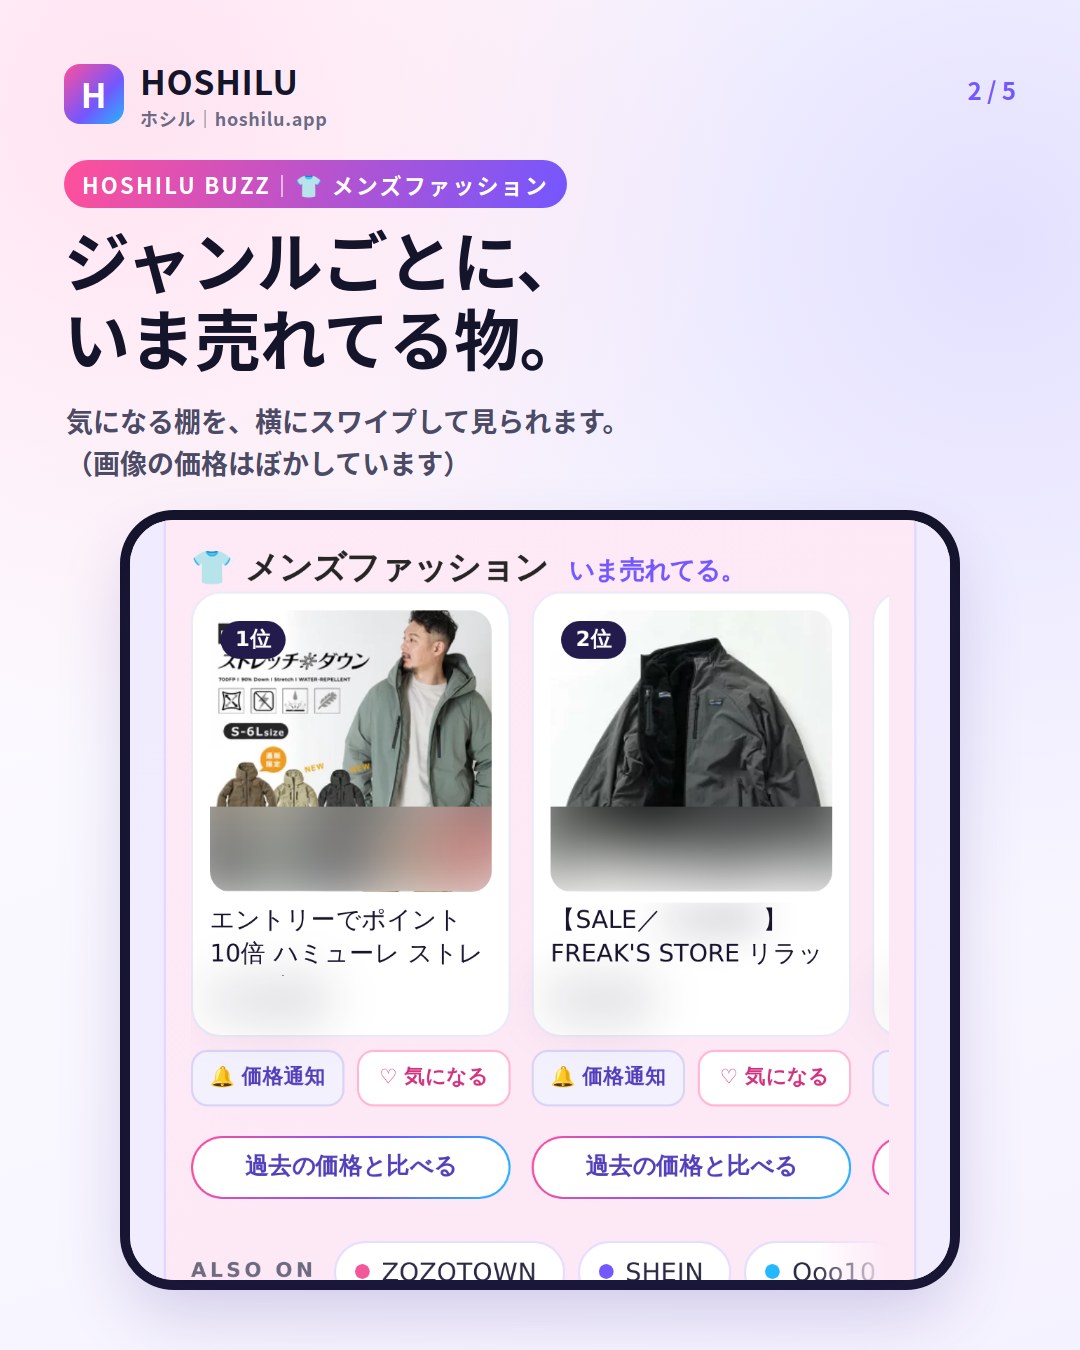 H
HOSHILU
ホシル｜hoshilu.app
2 / 5
HOSHILU BUZZ｜👕 メンズファッション
ジャンルごとに、
いま売れてる物。
気になる棚を、横にスワイプして見られます。
（画像の価格はぼかしています）
👕 メンズファッション いま売れてる。
1位
ストレッチ※ダウン
700FP | 90% Down | Stretch | WATER-REPELLENT
S-6Lsize
NEW
NEW
2位
エントリーでポイント
10倍 ハミューレ ストレ
【SALE／ 】
FREAK'S STORE リラッ
🔔 価格通知
♡ 気になる
🔔 価格通知
♡ 気になる
過去の価格と比べる
過去の価格と比べる
ALSO ON
ZOZOTOWN
SHEIN
Qoo10